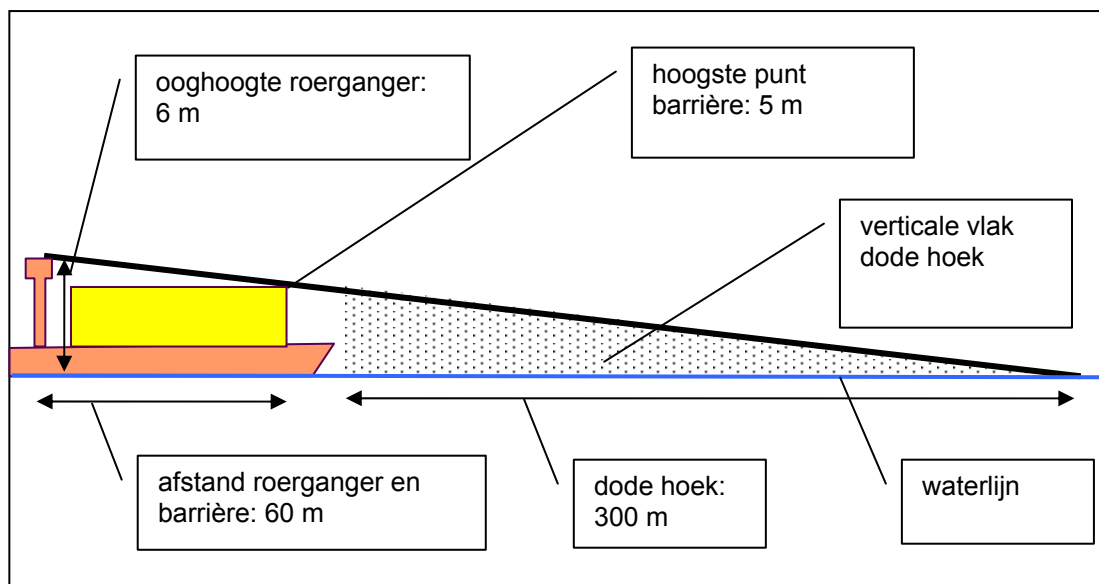 ooghoogte roerganger:
6 m
hoogste punt
barrière: 5 m
verticale vlak
dode hoek
afstand roerganger en
barrière: 60 m
dode hoek:
300 m
waterlijn